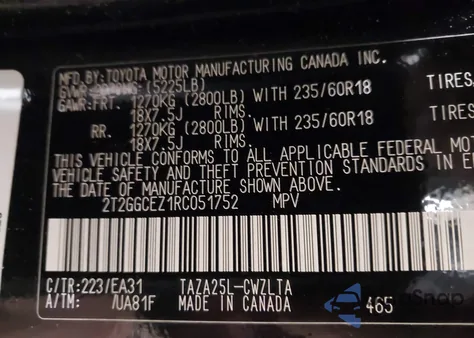 MFD.BY:TOYOTA MOTOR MANUFACTURING CANADA INC.
GVWR (5225LB)
GAWR:FRT. 1270KG (2800LB) WITH 235/60R18 TIRES
18X7.5J RIMS.
RR. 1270KG (2800LB) WITH 235/60R18 TIRES
18X7.5J RIMS.
THIS VEHICLE CONFORMS TO ALL APPLICABLE FEDERAL MOT
VEHICLE SAFETY AND THEFT PREVENTION STANDARDS IN E
THE DATE OF MANUFACTURE SHOWN ABOVE.
2T2GGCEZ1RC051752 MPV
C/TR:223/EA31 TAZA25L-CWZLTA
A/TM: /UA81F MADE IN CANADA 465